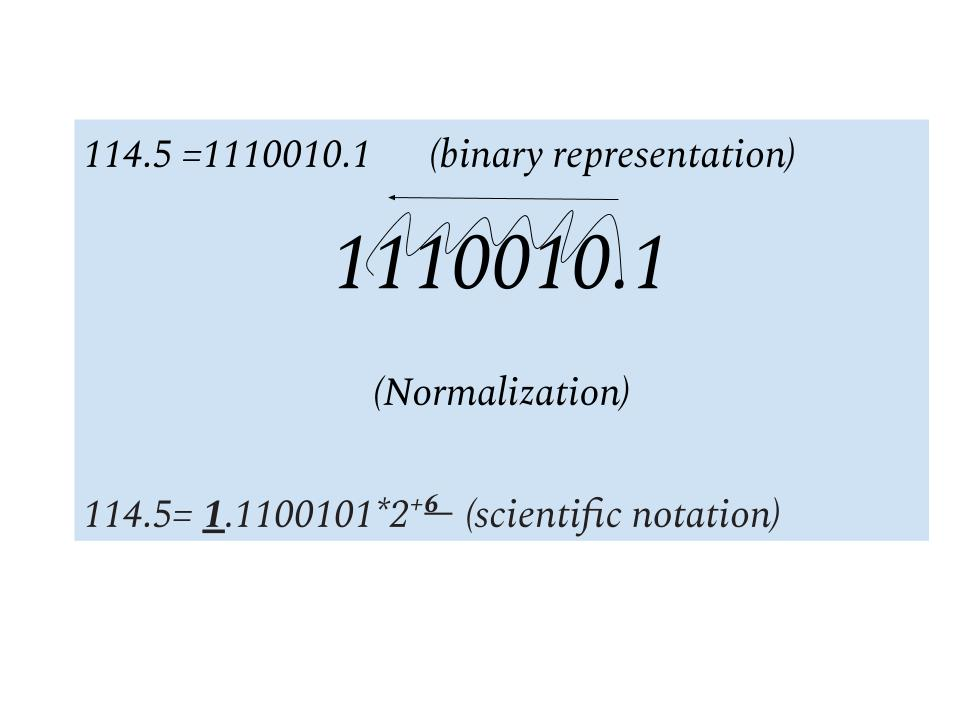 114.5 =1110010.1 (binary representation)
1110010.1
(Normalization)
114.5= 1.1100101*2⁺⁶ (scientific notation)